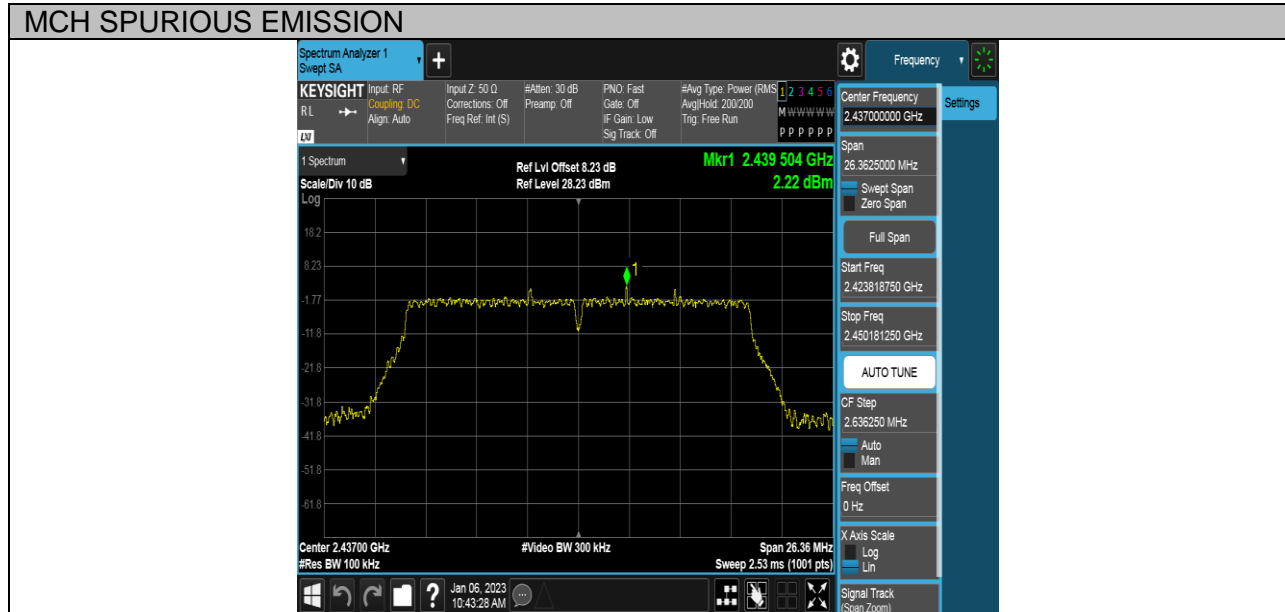 MCH SPURIOUS EMISSION
Spectrum Analyzer 1
Swept SA
+
Frequency
KEYSIGHT
RL
LXI
Input: RF
Coupling: DC
Align: Auto
Input Z: 50 Ω
Corrections: Off
Freq Ref: Int (S)
#Atten: 30 dB
Preamp: Off
PNO: Fast
Gate: Off
IF Gain: Low
Sig Track: Off
#Avg Type: Power (RMS
Avg|Hold: 200/200
Trig: Free Run
1 2 3 4 5 6
M W W W W W
P P P P P P
1 Spectrum
Scale/Div 10 dB
Ref Lvl Offset 8.23 dB
Ref Level 28.23 dBm
Mkr1 2.439 504 GHz
2.22 dBm
Log
18.2
8.23
-1.77
-11.8
-21.8
-31.8
-41.8
-51.8
-61.8
1
Center 2.43700 GHz
#Res BW 100 kHz
#Video BW 300 kHz
Span 26.36 MHz
Sweep 2.53 ms (1001 pts)
Center Frequency
2.437000000 GHz
Settings
Span
26.3625000 MHz
Swept Span
Zero Span
Full Span
Start Freq
2.423818750 GHz
Stop Freq
2.450181250 GHz
AUTO TUNE
CF Step
2.636250 MHz
Auto
Man
Freq Offset
0 Hz
X Axis Scale
Log
Lin
Signal Track
(Span Zoom)
?
Jan 06, 2023
10:43:28 AM